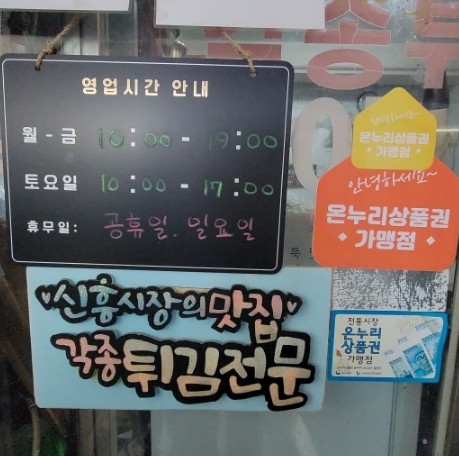 영업시간 안내
월 - 금 10:00 - 19:00
토요일 10:00 - 17:00
휴무일: 공휴일. 일요일
온누리상품권
가맹점
안녕하세요~
온누리상품권
가맹점
신흥시장의 맛집
각종 튀김전문
전통시장
온누리
상품권
가맹점